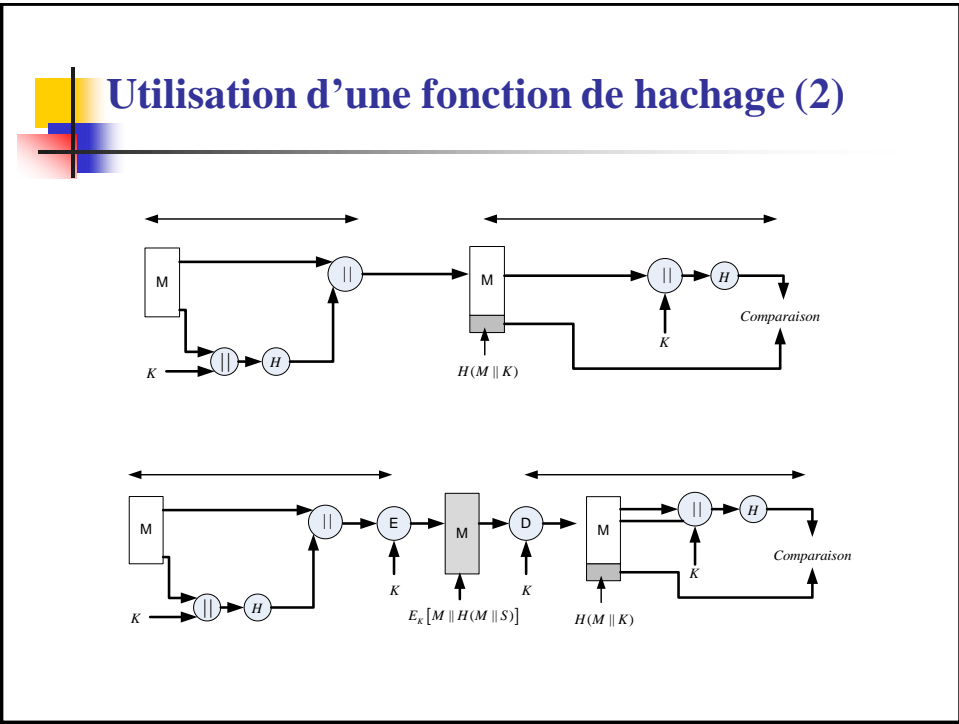 Utilisation d'une fonction de hachage (2)
M
||
M
||
H
Comparaison
K
||
H
K
H(M || K)
M
||
E
M
D
M
||
H
Comparaison
K
K
K
K
||
H
E_K[M || H(M || S)]
H(M || K)